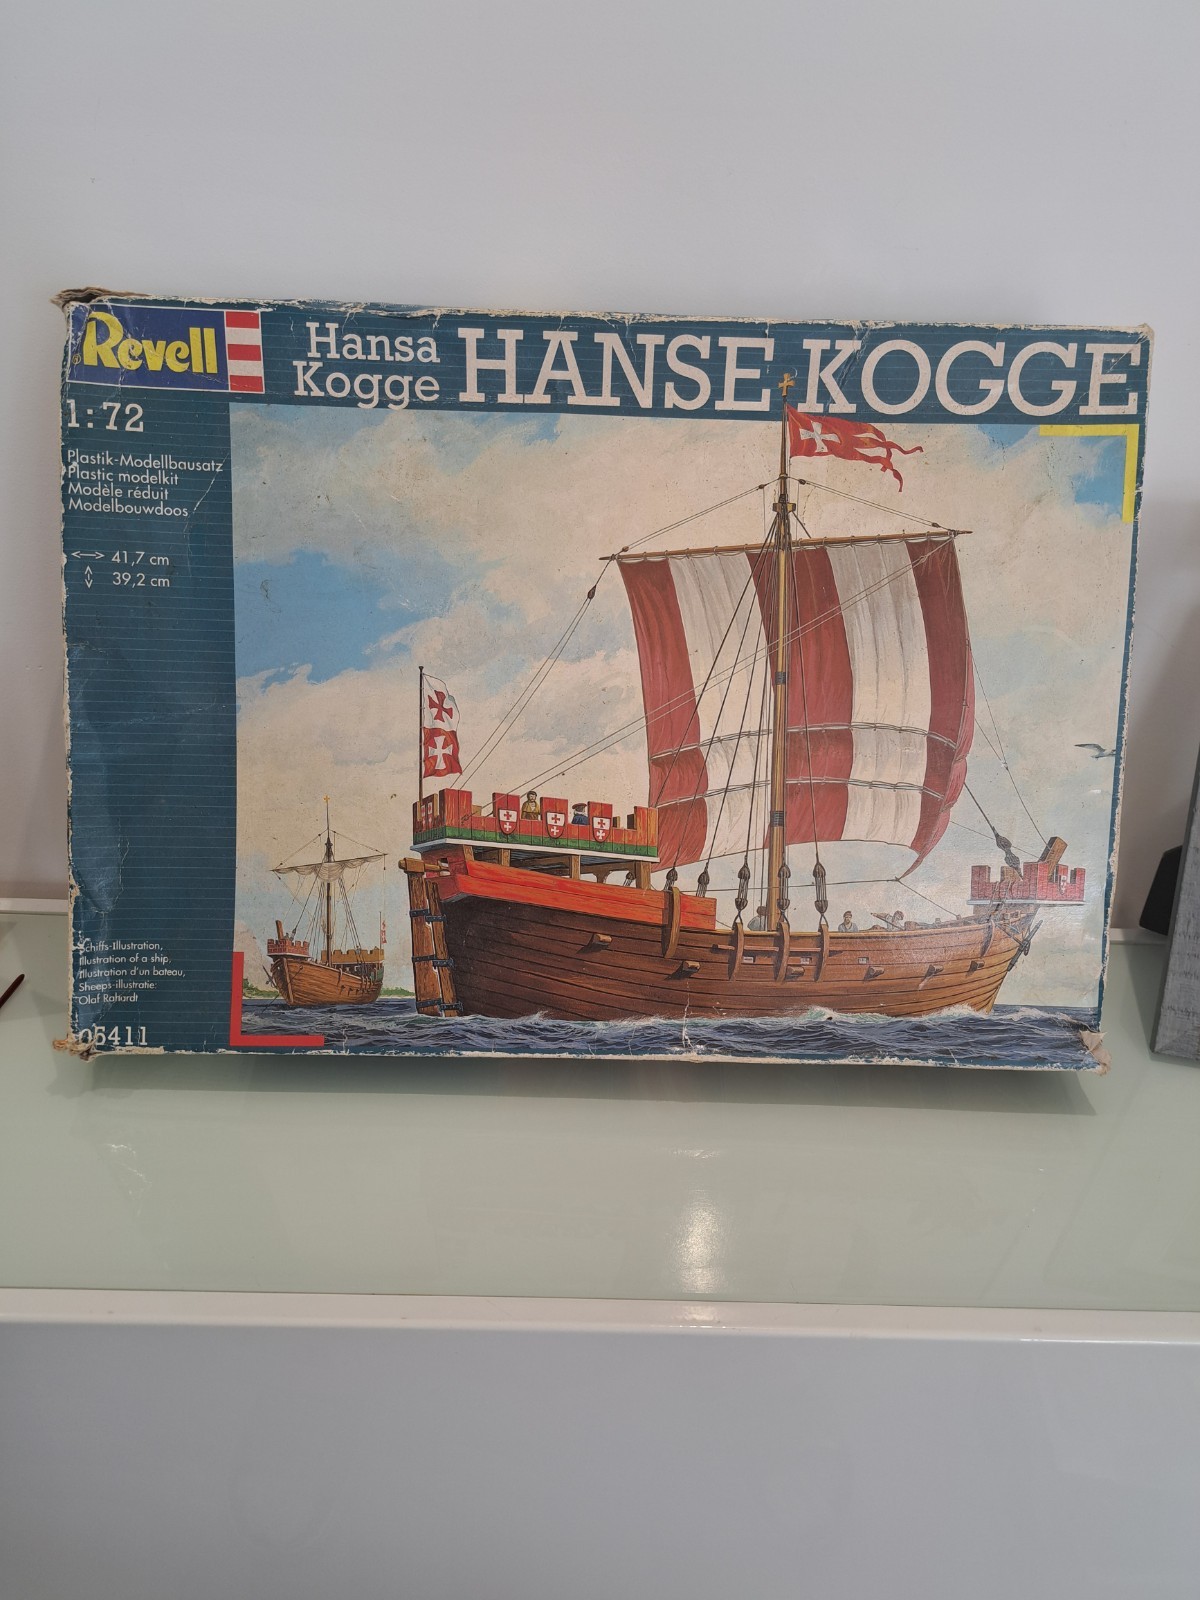 Revell
®
Hansa
Kogge
HANSE KOGGE
1:72
Plastik-Modellbausatz
Plastic modelkit
Modèle réduit
Modelbouwdoos
41,7 cm
39,2 cm
Schiffs-Illustration,
Illustration of a ship,
Illustration d'un bateau,
Sheeps-illustratie:
Olaf Rahardt
05411